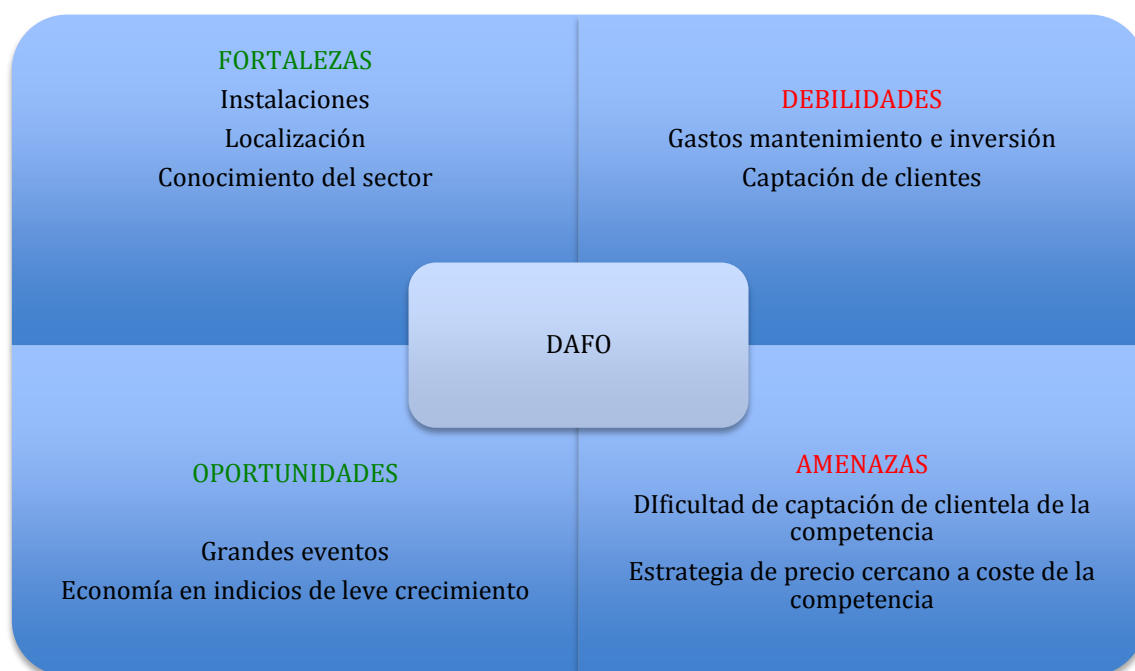 FORTALEZAS
Instalaciones
Localización
Conocimiento del sector
DEBILIDADES
Gastos mantenimiento e inversión
Captación de clientes
DAFO
OPORTUNIDADES
Grandes eventos
Economía en indicios de leve crecimiento
AMENAZAS
DIficultad de captación de clientela de la
competencia
Estrategia de precio cercano a coste de la
competencia